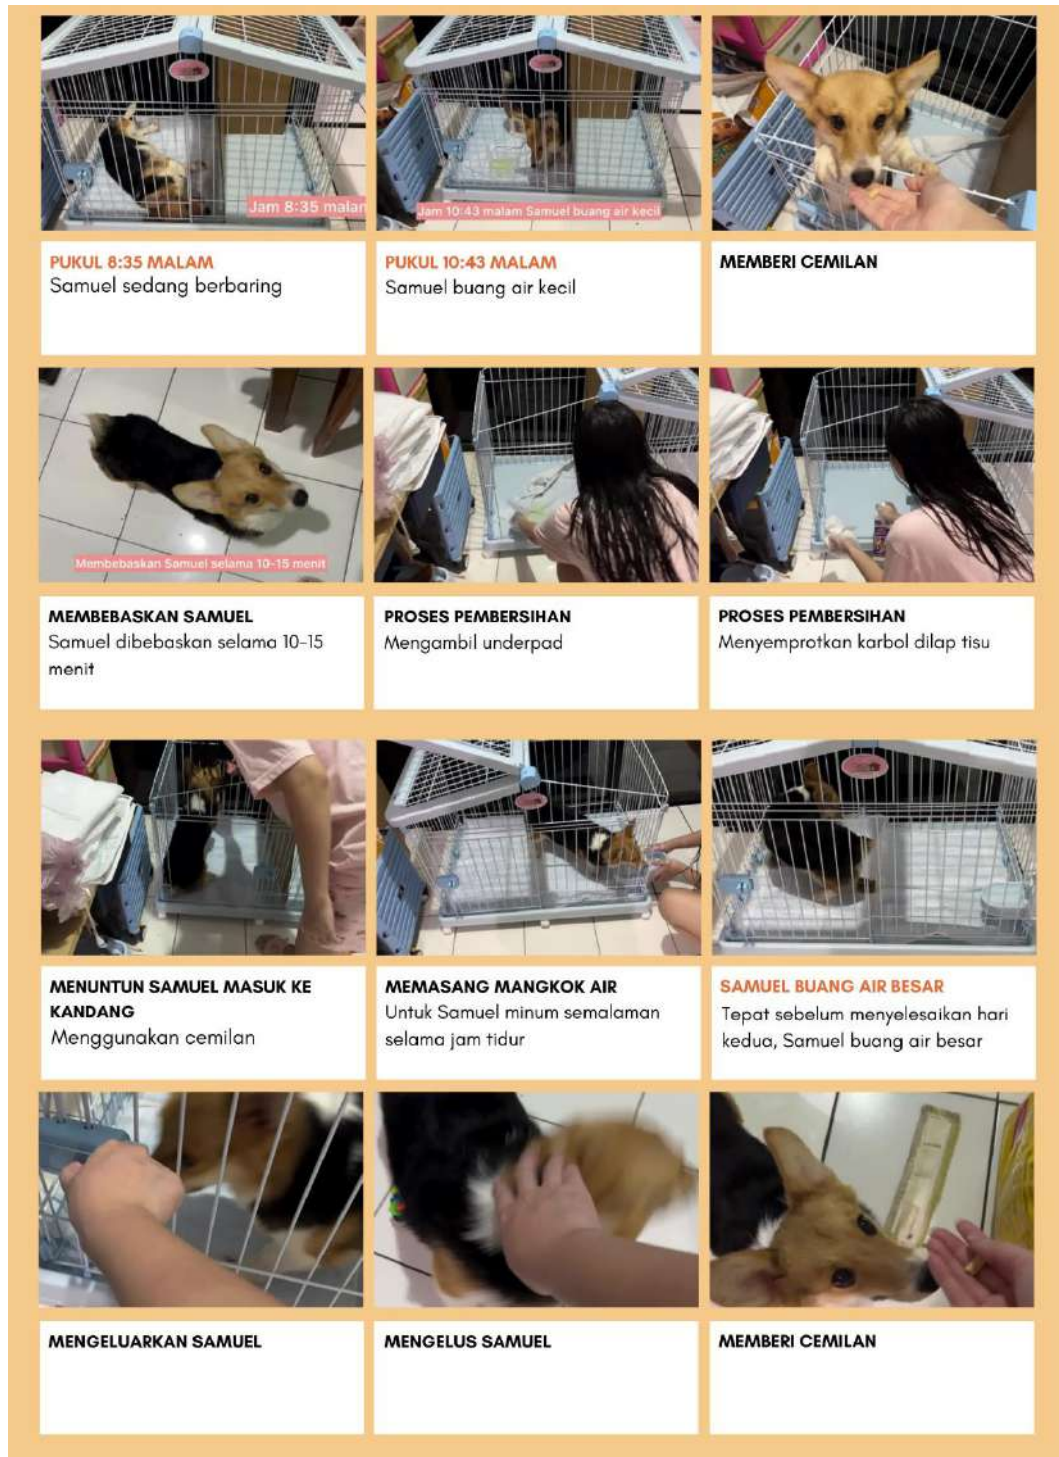 Jam 8:35 malan
Jam 10:43 malam Samuel buang air kecil
PUKUL 8:35 MALAM
Samuel sedang berbaring
PUKUL 10:43 MALAM
Samuel buang air kecil
MEMBERI CEMILAN
Membebaskan Samuel selama 10-15 menit
MEMBEBASKAN SAMUEL
Samuel dibebaskan selama 10-15
menit
PROSES PEMBERSIHAN
Mengambil underpad
PROSES PEMBERSIHAN
Menyemprotkan karbol dilap tisu
MENUNTUN SAMUEL MASUK KE
KANDANG
Menggunakan cemilan
MEMASANG MANGKOK AIR
Untuk Samuel minum semalaman
selama jam tidur
SAMUEL BUANG AIR BESAR
Tepat sebelum menyelesaikan hari
kedua, Samuel buang air besar
MENGELUARKAN SAMUEL
MENGELUS SAMUEL
MEMBERI CEMILAN